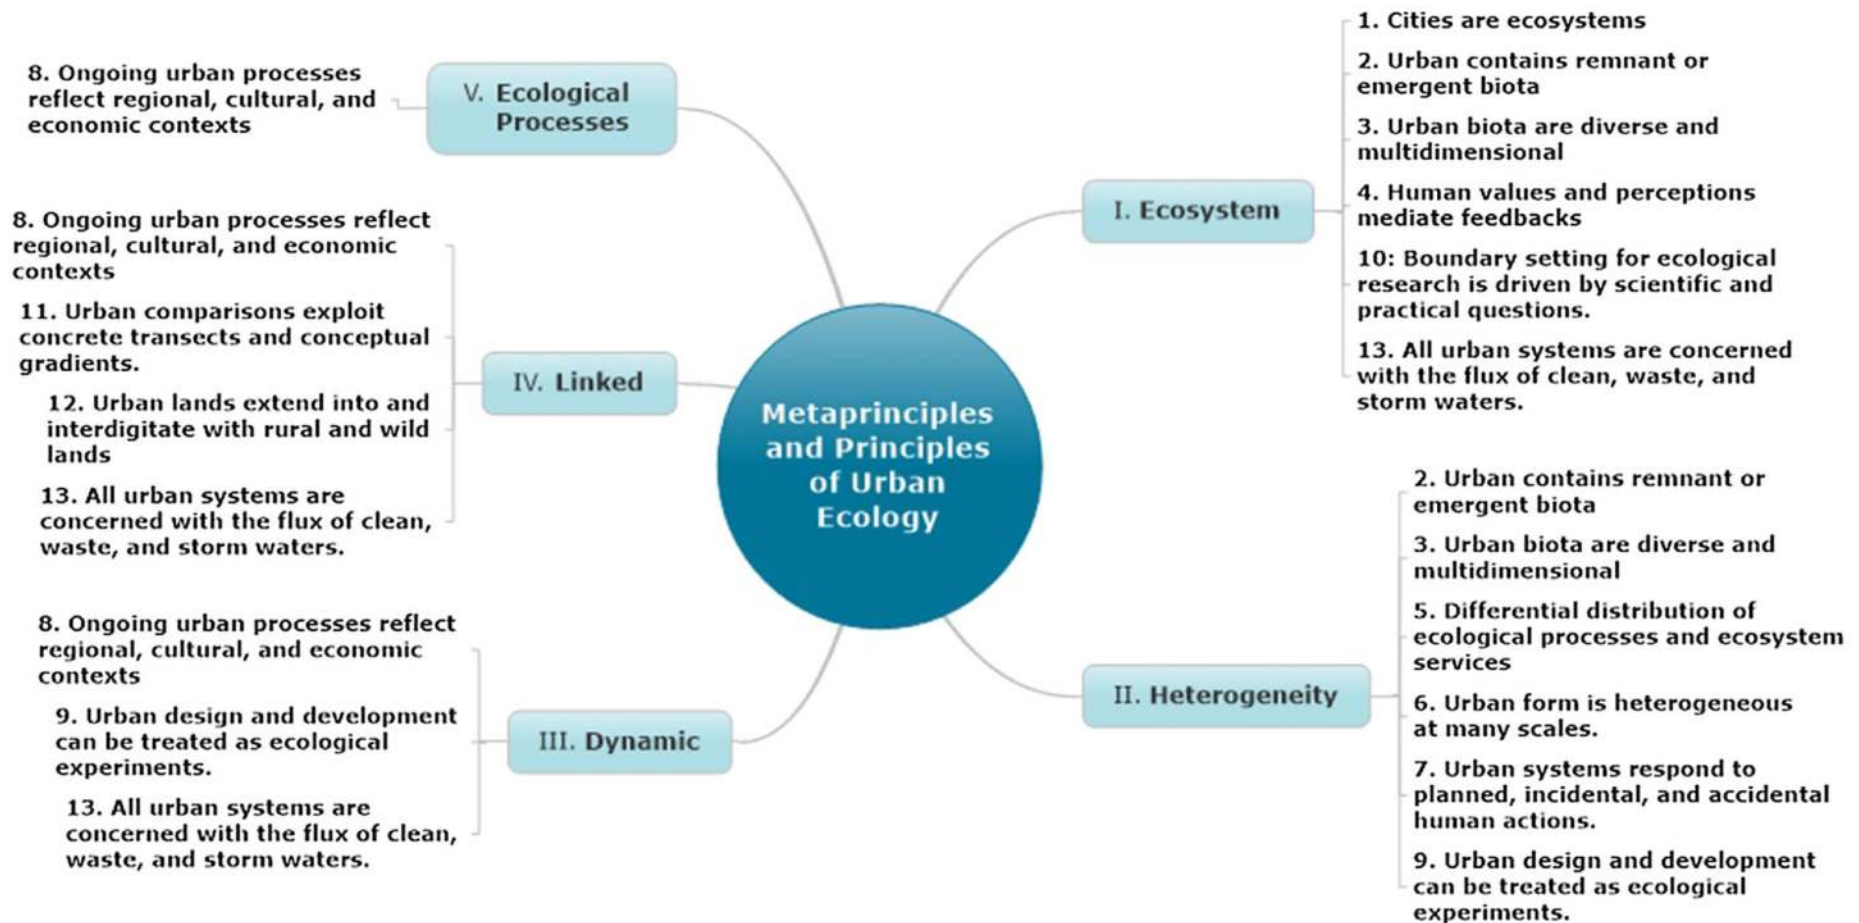 Metaprinciples
and Principles
of Urban
Ecology
I. Ecosystem
1. Cities are ecosystems
2. Urban contains remnant or
emergent biota
3. Urban biota are diverse and
multidimensional
4. Human values and perceptions
mediate feedbacks
10: Boundary setting for ecological
research is driven by scientific and
practical questions.
13. All urban systems are concerned
with the flux of clean, waste, and
storm waters.
II. Heterogeneity
2. Urban contains remnant or
emergent biota
3. Urban biota are diverse and
multidimensional
5. Differential distribution of
ecological processes and ecosystem
services
6. Urban form is heterogeneous
at many scales.
7. Urban systems respond to
planned, incidental, and accidental
human actions.
9. Urban design and development
can be treated as ecological
experiments.
III. Dynamic
8. Ongoing urban processes reflect
regional, cultural, and economic
contexts
9. Urban design and development
can be treated as ecological
experiments.
13. All urban systems are
concerned with the flux of clean,
waste, and storm waters.
IV. Linked
8. Ongoing urban processes reflect
regional, cultural, and economic
contexts
11. Urban comparisons exploit
concrete transects and conceptual
gradients.
12. Urban lands extend into and
interdigitate with rural and wild
lands
13. All urban systems are
concerned with the flux of clean,
waste, and storm waters.
V. Ecological
Processes
8. Ongoing urban processes
reflect regional, cultural, and
economic contexts